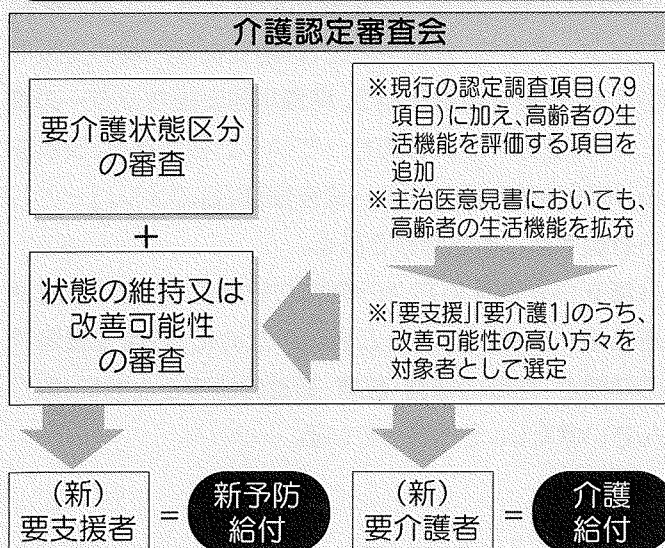 介護認定審査会
要介護状態区分
の審査
+
状態の維持又は
改善可能性
の審査
※現行の認定調査項目(79
項目)に加え、高齢者の生
活機能を評価する項目を
追加
※主治医意見書においても、
高齢者の生活機能を拡充
※「要支援」「要介護1」のうち、
改善可能性の高い方々を
対象者として選定
(新)
要支援者
=
新予防
給付
(新)
要介護者
=
介護
給付